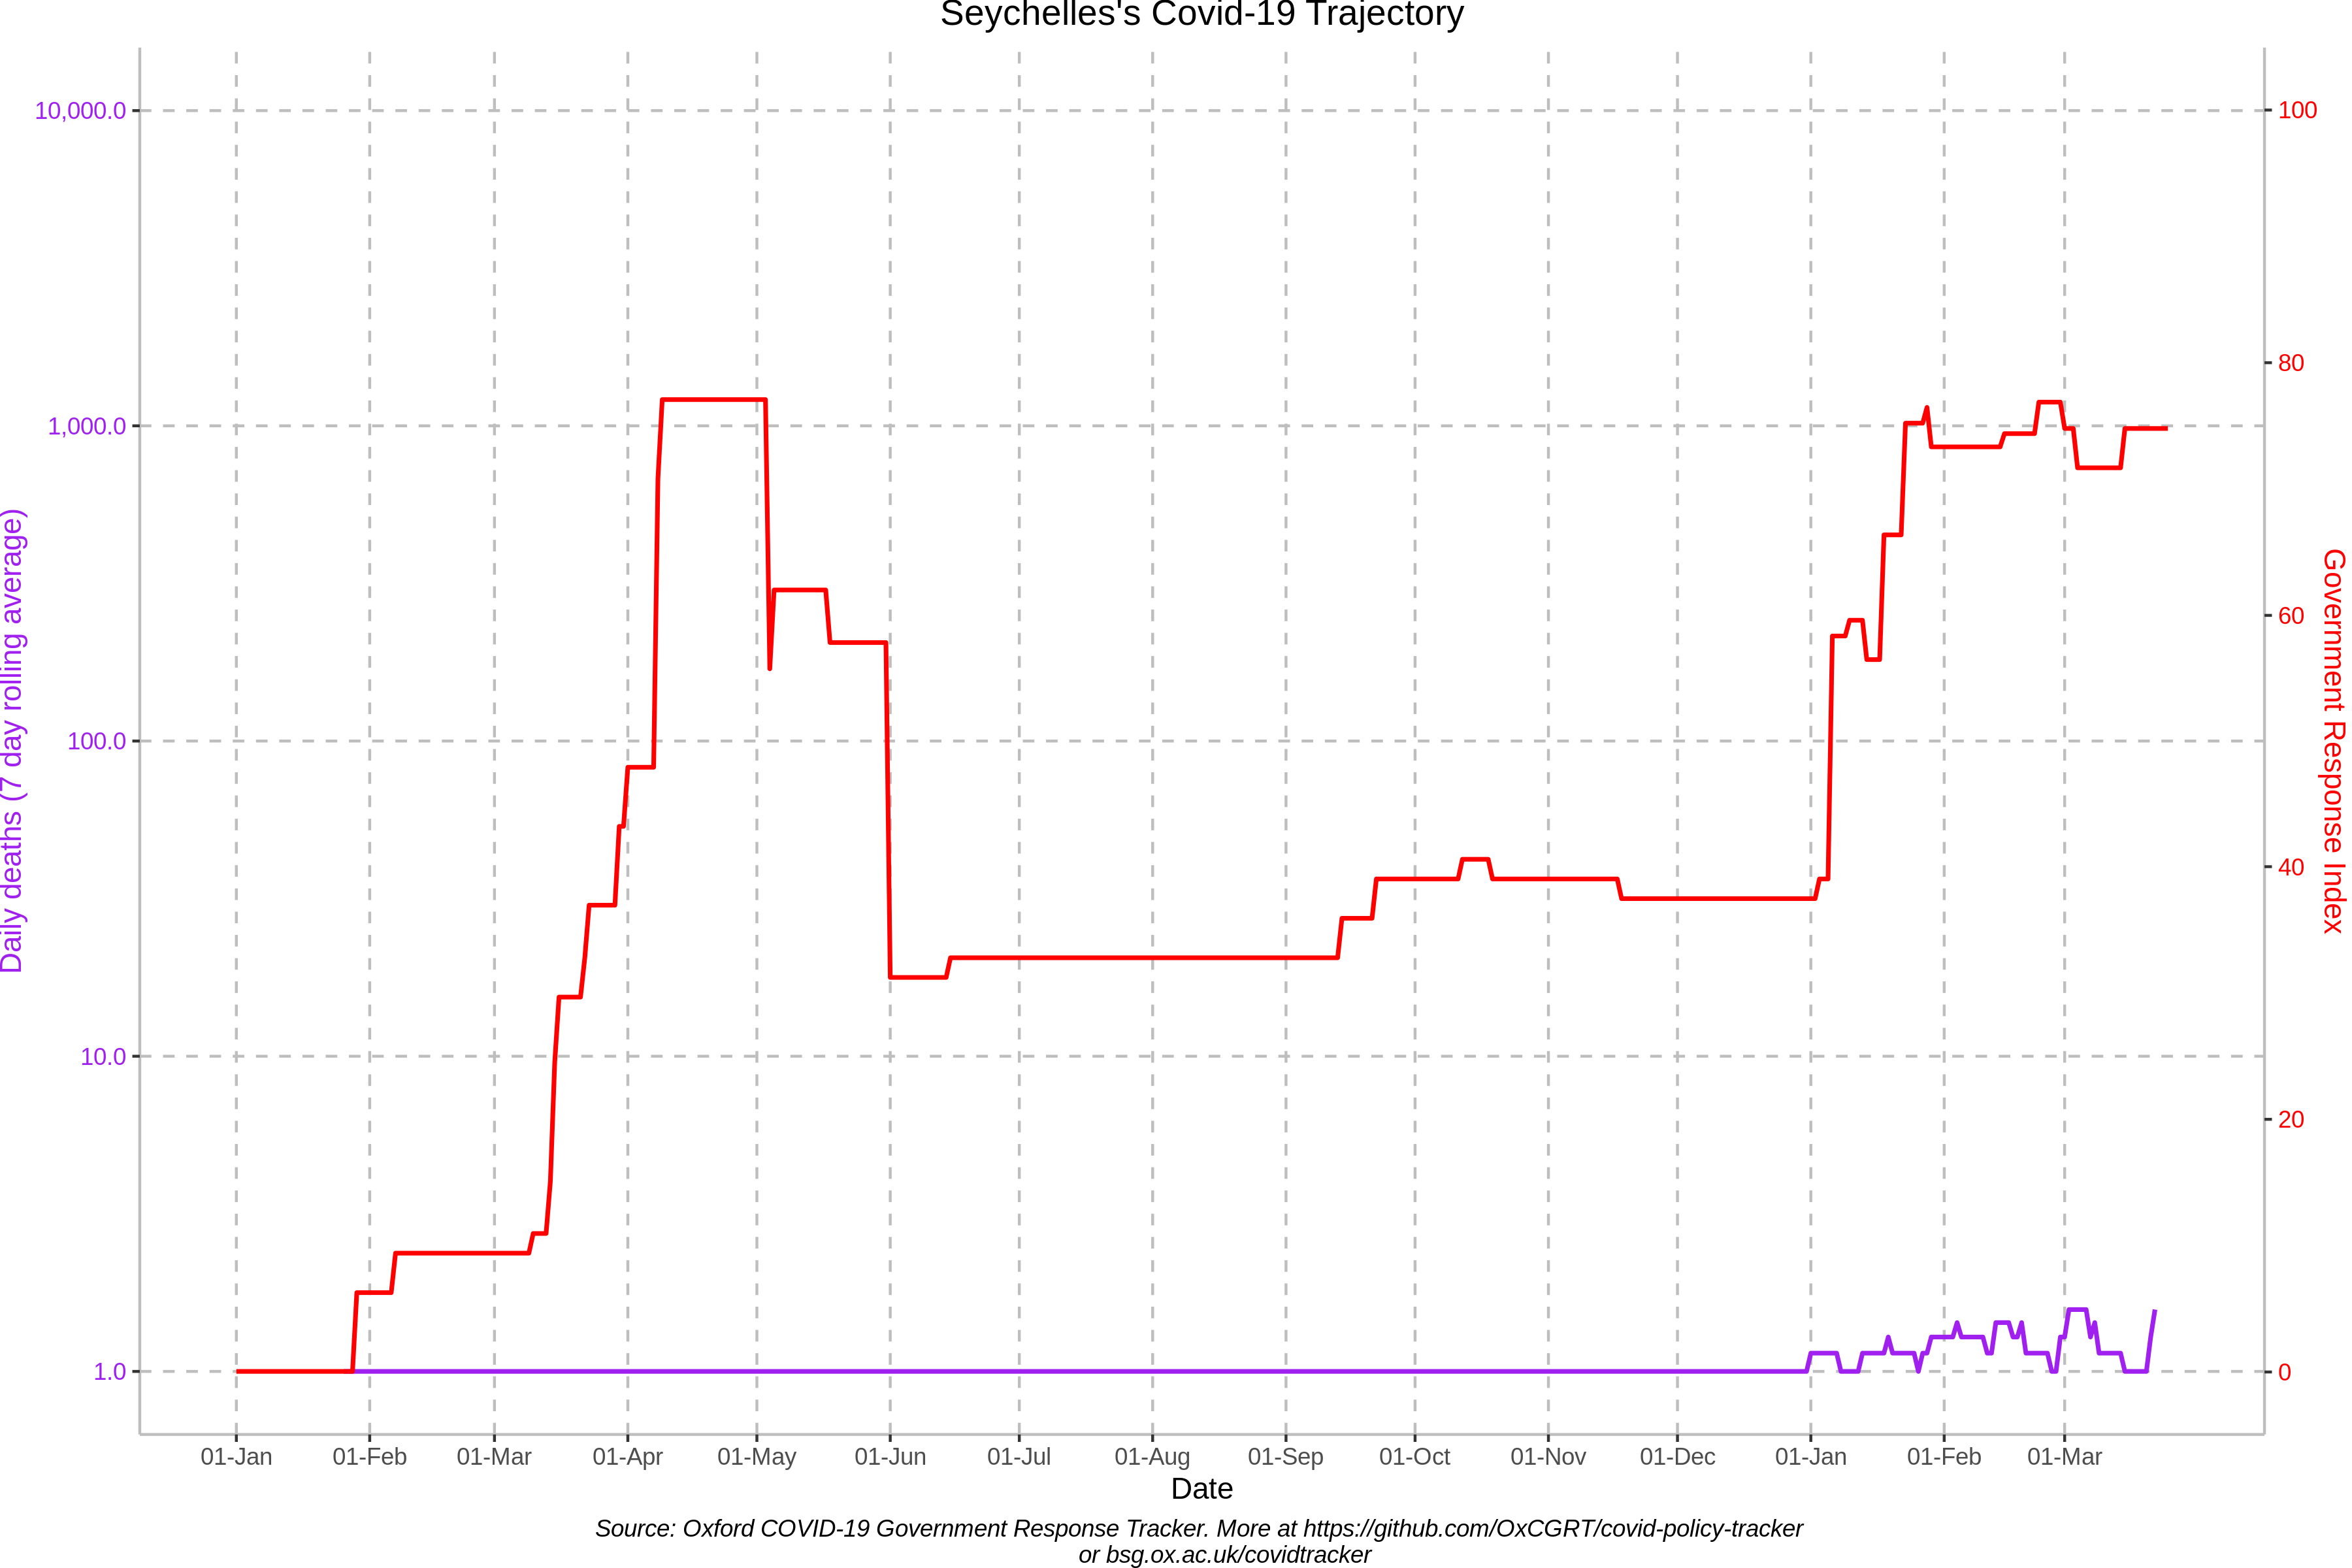 Seychelles's Covid-19 Trajectory
10,000.0
1,000.0
100.0
10.0
1.0
Daily deaths (7 day rolling average)
100
80
60
40
20
0
Government Response Index
01-Jan 01-Feb 01-Mar 01-Apr 01-May 01-Jun 01-Jul 01-Aug 01-Sep 01-Oct 01-Nov 01-Dec 01-Jan 01-Feb 01-Mar
Date
Source: Oxford COVID-19 Government Response Tracker. More at https://github.com/OxCGRT/covid-policy-tracker
or bsg.ox.ac.uk/covidtracker